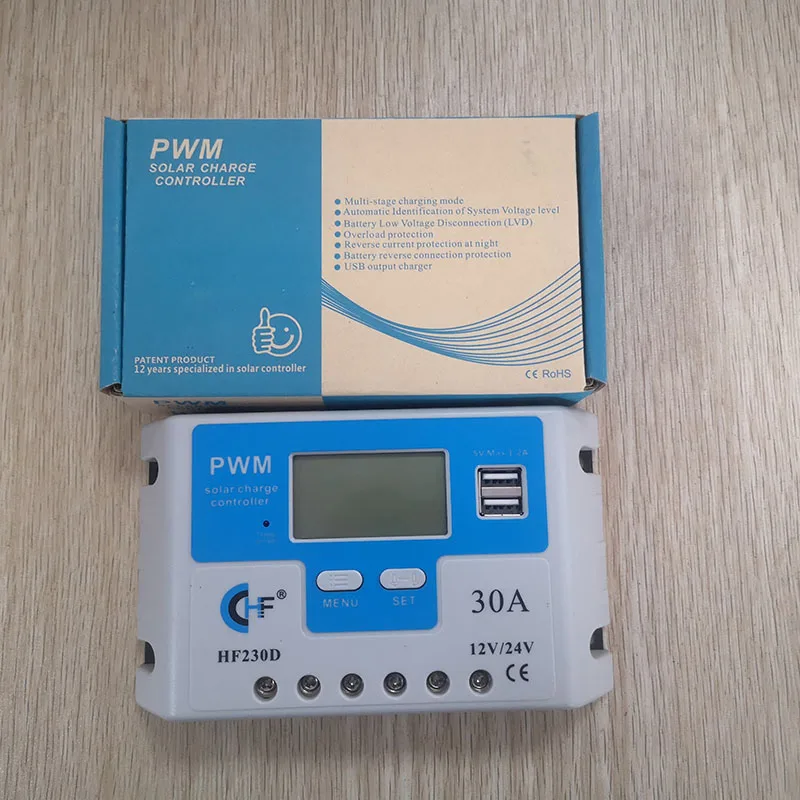 PWM
SOLAR CHARGE
CONTROLLER
Multi-stage charging mode
Automatic Identification of System Voltage level
Battery Low Voltage Disconnection (LVD)
Overload protection
Reverse current protection at night
Battery reverse connection protection
USB output charger
PATENT PRODUCT
12 years specialized in solar controller
CE RoHS
PWM
PWM
solar charge
controller
MENU
SET
CHF®
HF230D
30A
12V/24V
CE